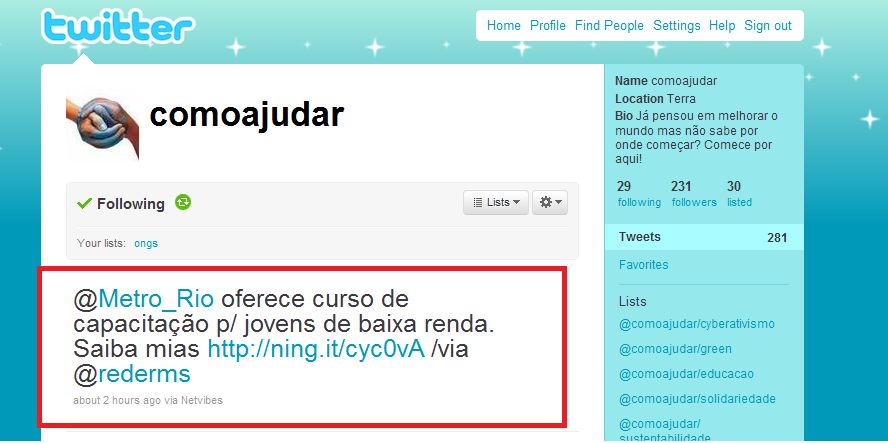 twitter
Home Profile Find People Settings Help Sign out
comoajudar
Following
Lists
Your lists: ongs
@Metro_Rio oferece curso de
capacitação p/ jovens de baixa renda.
Saiba mias http://ning.it/cyc0vA /via
@rederms
about 2 hours ago via Netvibes
Name comoajudar
Location Terra
Bio Já pensou em melhorar o
mundo mas não sabe por
onde começar? Comece por
aqui!
29 231 30
following followers listed
Tweets 281
Favorites
Lists
@comoajudar/cyberativismo
@comoajudar/green
@comoajudar/educacao
@comoajudar/solidariedade
@comoajudar/
sustentabilidade